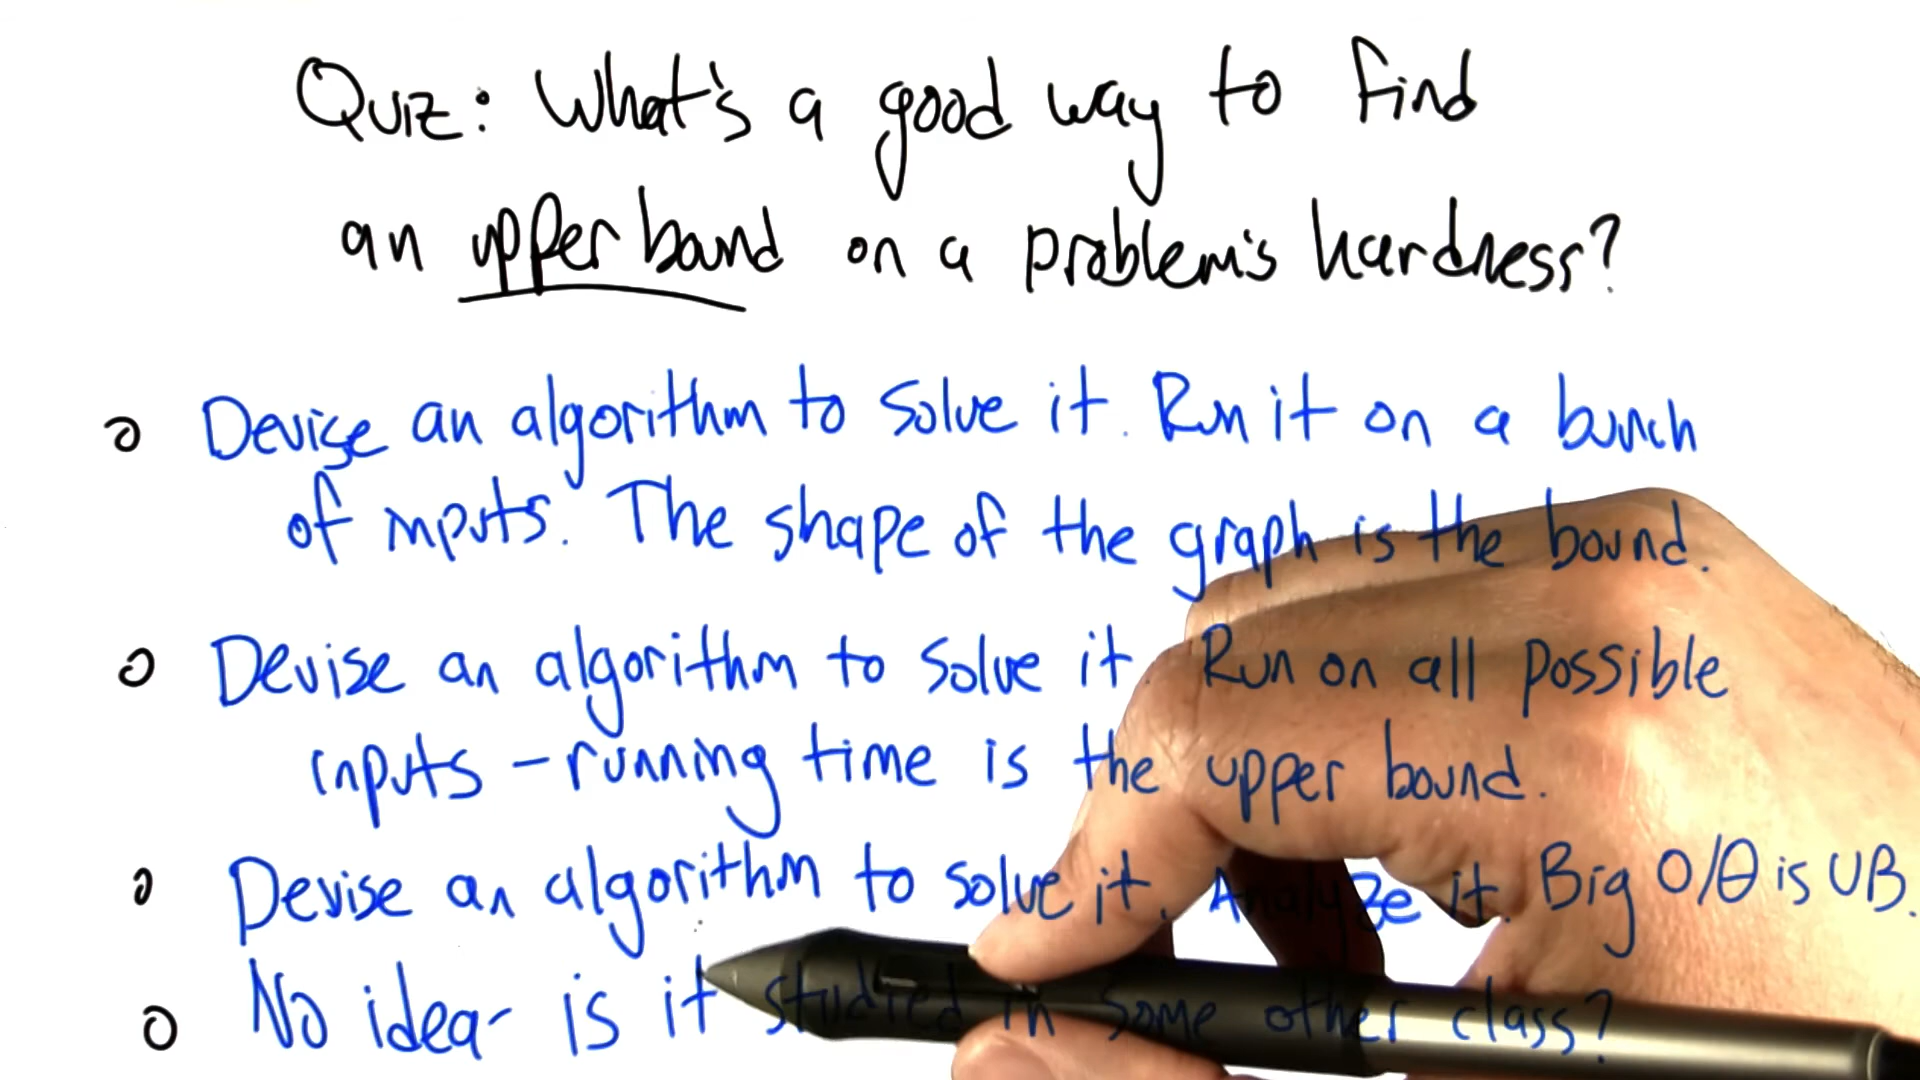 Quiz: What's a good way to find
an upper bound on a problem's hardness?
Devise an algorithm to solve it. Run it on a bunch
of inputs. The shape of the graph is the bound.
Devise an algorithm to solve it. Run on all possible
inputs - running time is the upper bound.
Devise an algorithm to solve it. Analyze it. Big O/Θ is UB.
No idea - is it studied in some other class?